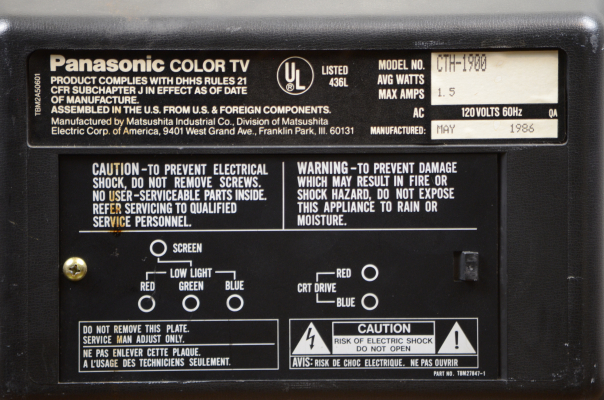 Panasonic COLOR TV
PRODUCT COMPLIES WITH DHHS RULES 21
CFR SUBCHAPTER J IN EFFECT AS OF DATE
OF MANUFACTURE.
ASSEMBLED IN THE U.S. FROM U.S. & FOREIGN COMPONENTS.
Manufactured by Matsushita Industrial Co., Division of Matsushita
Electric Corp. of America, 9401 West Grand Ave., Franklin Park, Ill. 60131
TBM2A50601
UL
LISTED
436L
MODEL NO. CTH-1900
AVG WATTS
MAX AMPS 1.5
AC 120VOLTS 60Hz QA
MANUFACTURED: MAY 1986
CAUTION-TO PREVENT ELECTRICAL
SHOCK, DO NOT REMOVE SCREWS.
NO USER-SERVICEABLE PARTS INSIDE.
REFER SERVICING TO QUALIFIED
SERVICE PERSONNEL.
WARNING-TO PREVENT DAMAGE
WHICH MAY RESULT IN FIRE OR
SHOCK HAZARD, DO NOT EXPOSE
THIS APPLIANCE TO RAIN OR
MOISTURE.
SCREEN
LOW LIGHT
RED GREEN BLUE
RED
CRT DRIVE
BLUE
DO NOT REMOVE THIS PLATE.
SERVICE MAN ADJUST ONLY.
NE PAS ENLEVER CETTE PLAQUE.
A L'USAGE DES TECHNICIENS SEULEMENT.
CAUTION
RISK OF ELECTRIC SHOCK
DO NOT OPEN
AVIS: RISK DE CHOC ELECTRIQUE. NE PAS OUVRIR
PART NO. TBM27847-1